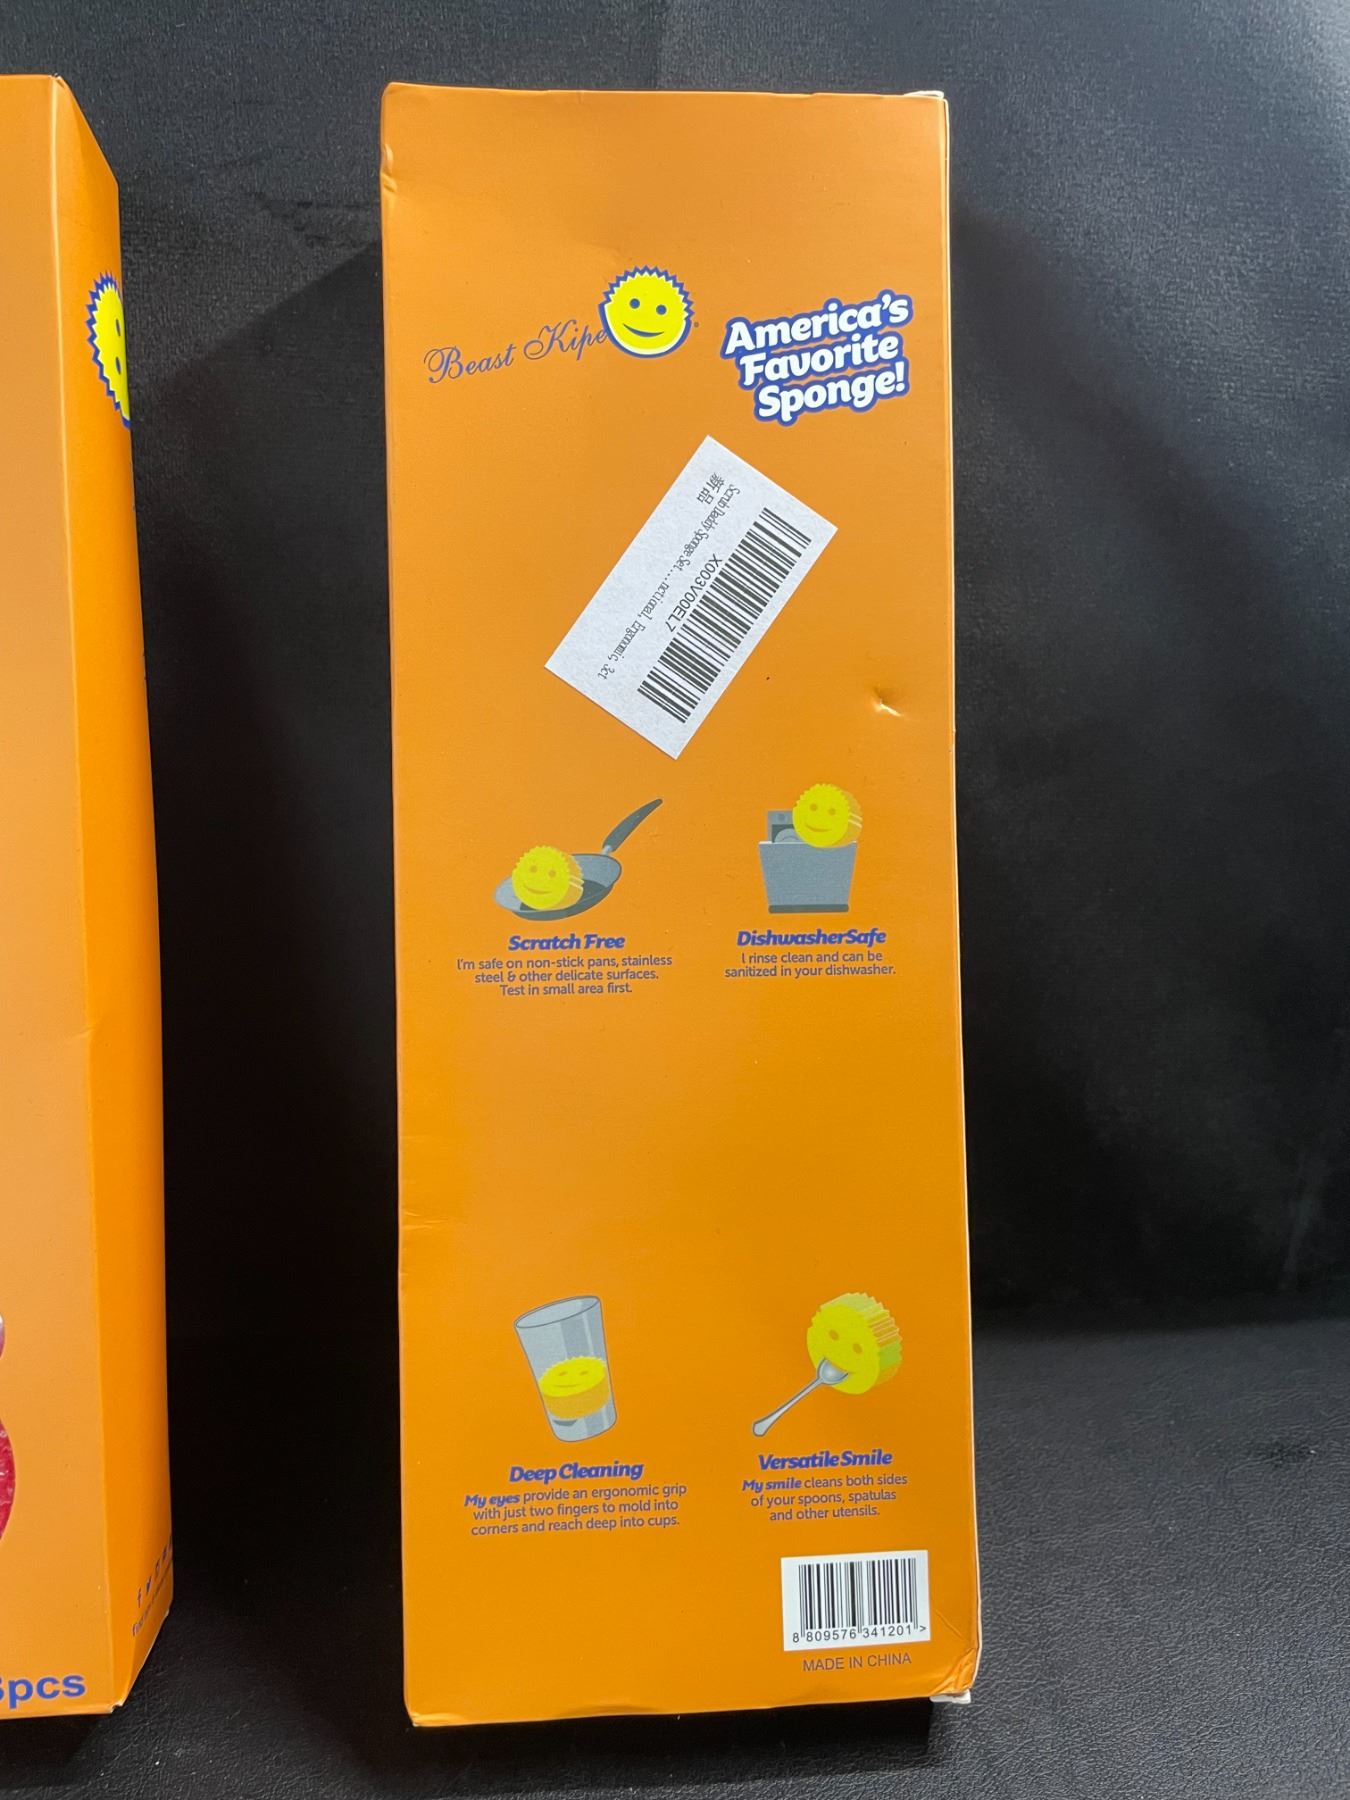 Beast Kipe
America's
Favorite
Sponge!
Scrub Daddy Sponge Set...nctional, Ergonomic, 3ct
新品
X003V00EL7
Scratch Free
I'm safe on non-stick pans, stainless
steel & other delicate surfaces.
Test in small area first.
DishwasherSafe
I rinse clean and can be
sanitized in your dishwasher.
Deep Cleaning
My eyes provide an ergonomic grip
with just two fingers to mold into
corners and reach deep into cups.
Versatile Smile
My smile cleans both sides
of your spoons, spatulas
and other utensils.
8 809576 341201 >
MADE IN CHINA
3pcs